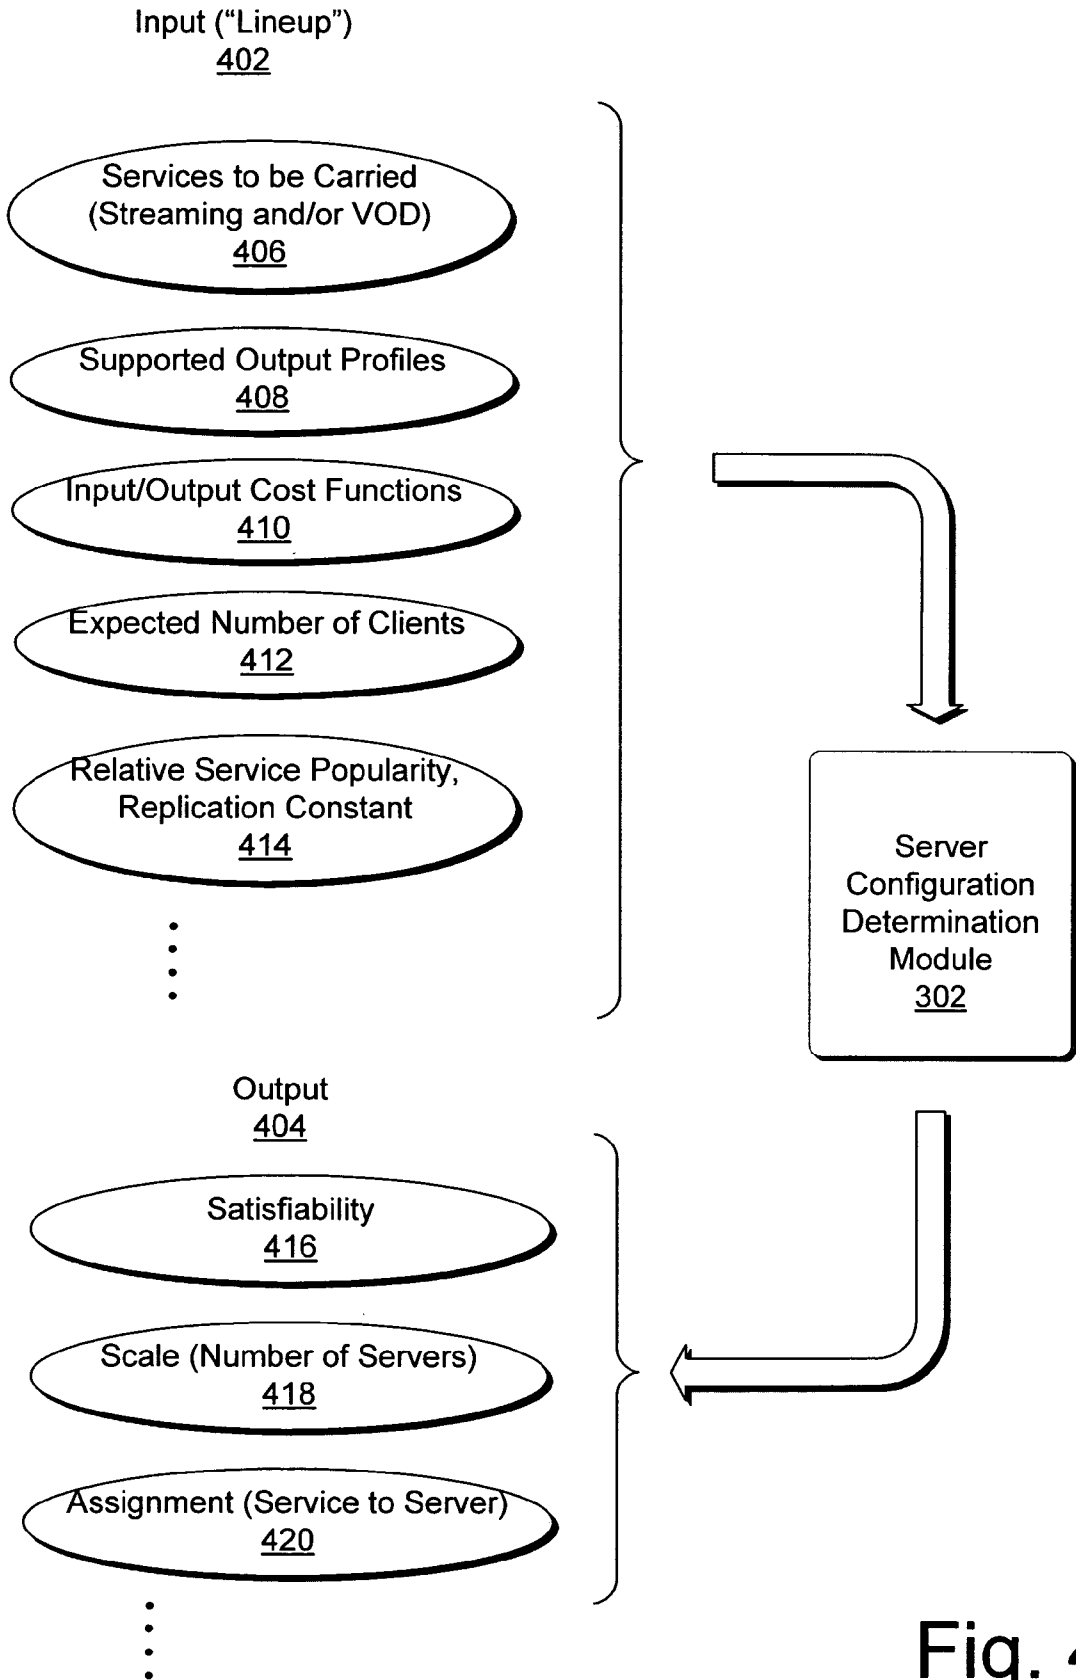 Input ("Lineup")
402
Services to be Carried
(Streaming and/or VOD)
406
Supported Output Profiles
408
Input/Output Cost Functions
410
Expected Number of Clients
412
Relative Service Popularity,
Replication Constant
414
Server
Configuration
Determination
Module
302
Output
404
Satisfiability
416
Scale (Number of Servers)
418
Assignment (Service to Server)
420
Fig. 4